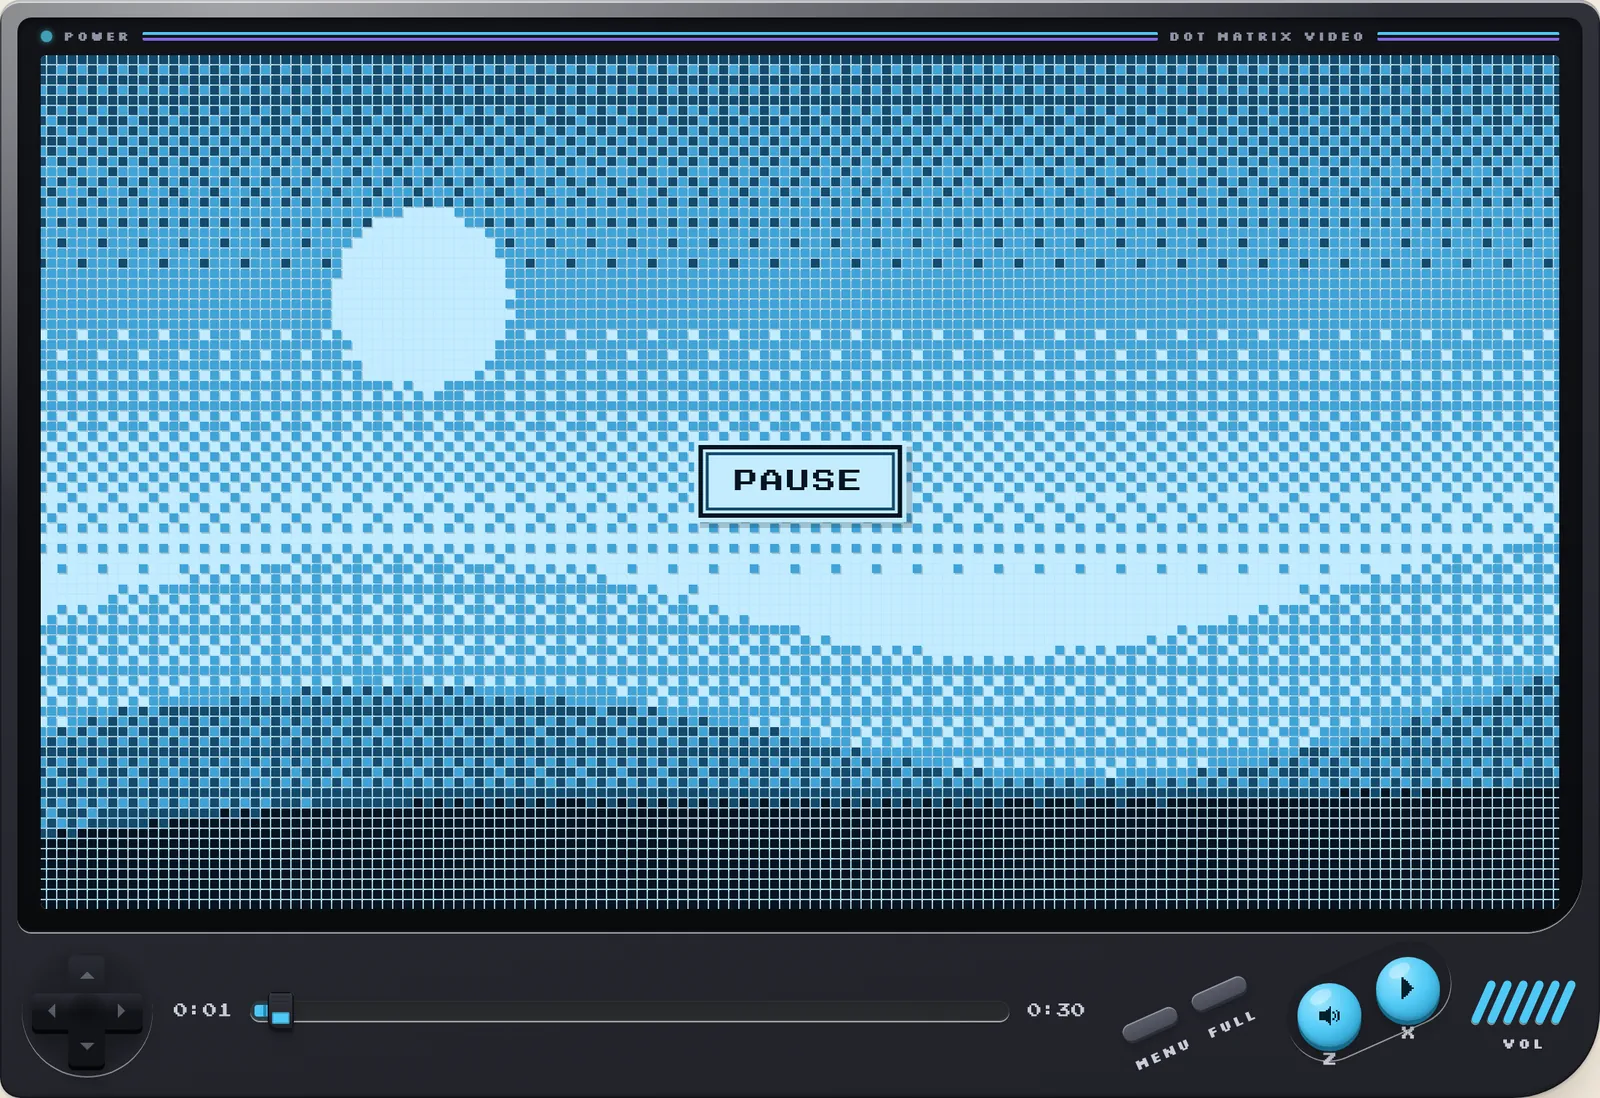 POWER
DOT MATRIX VIDEO
PAUSE
0:01
0:30
MENU
FULL
Z
X
VOL